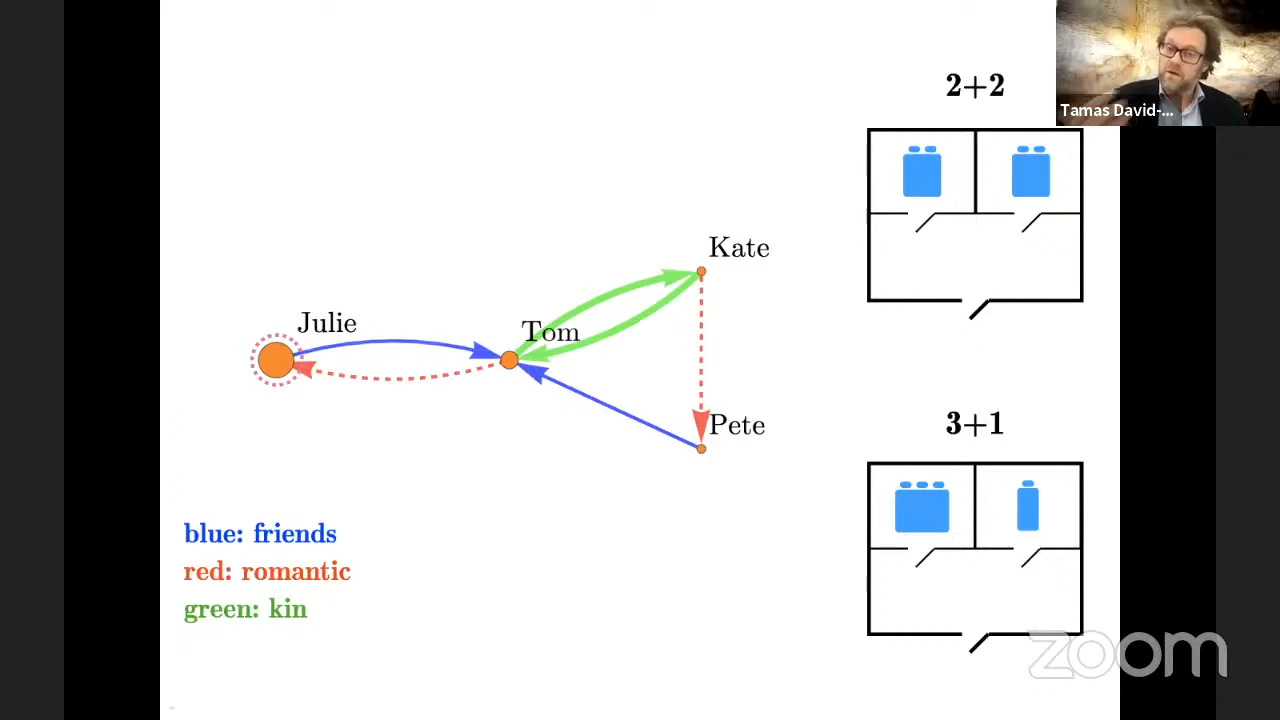 2+2
Tamas David-...
Kate
Julie
Tom
Pete
3+1
blue: friends
red: romantic
green: kin
zoom